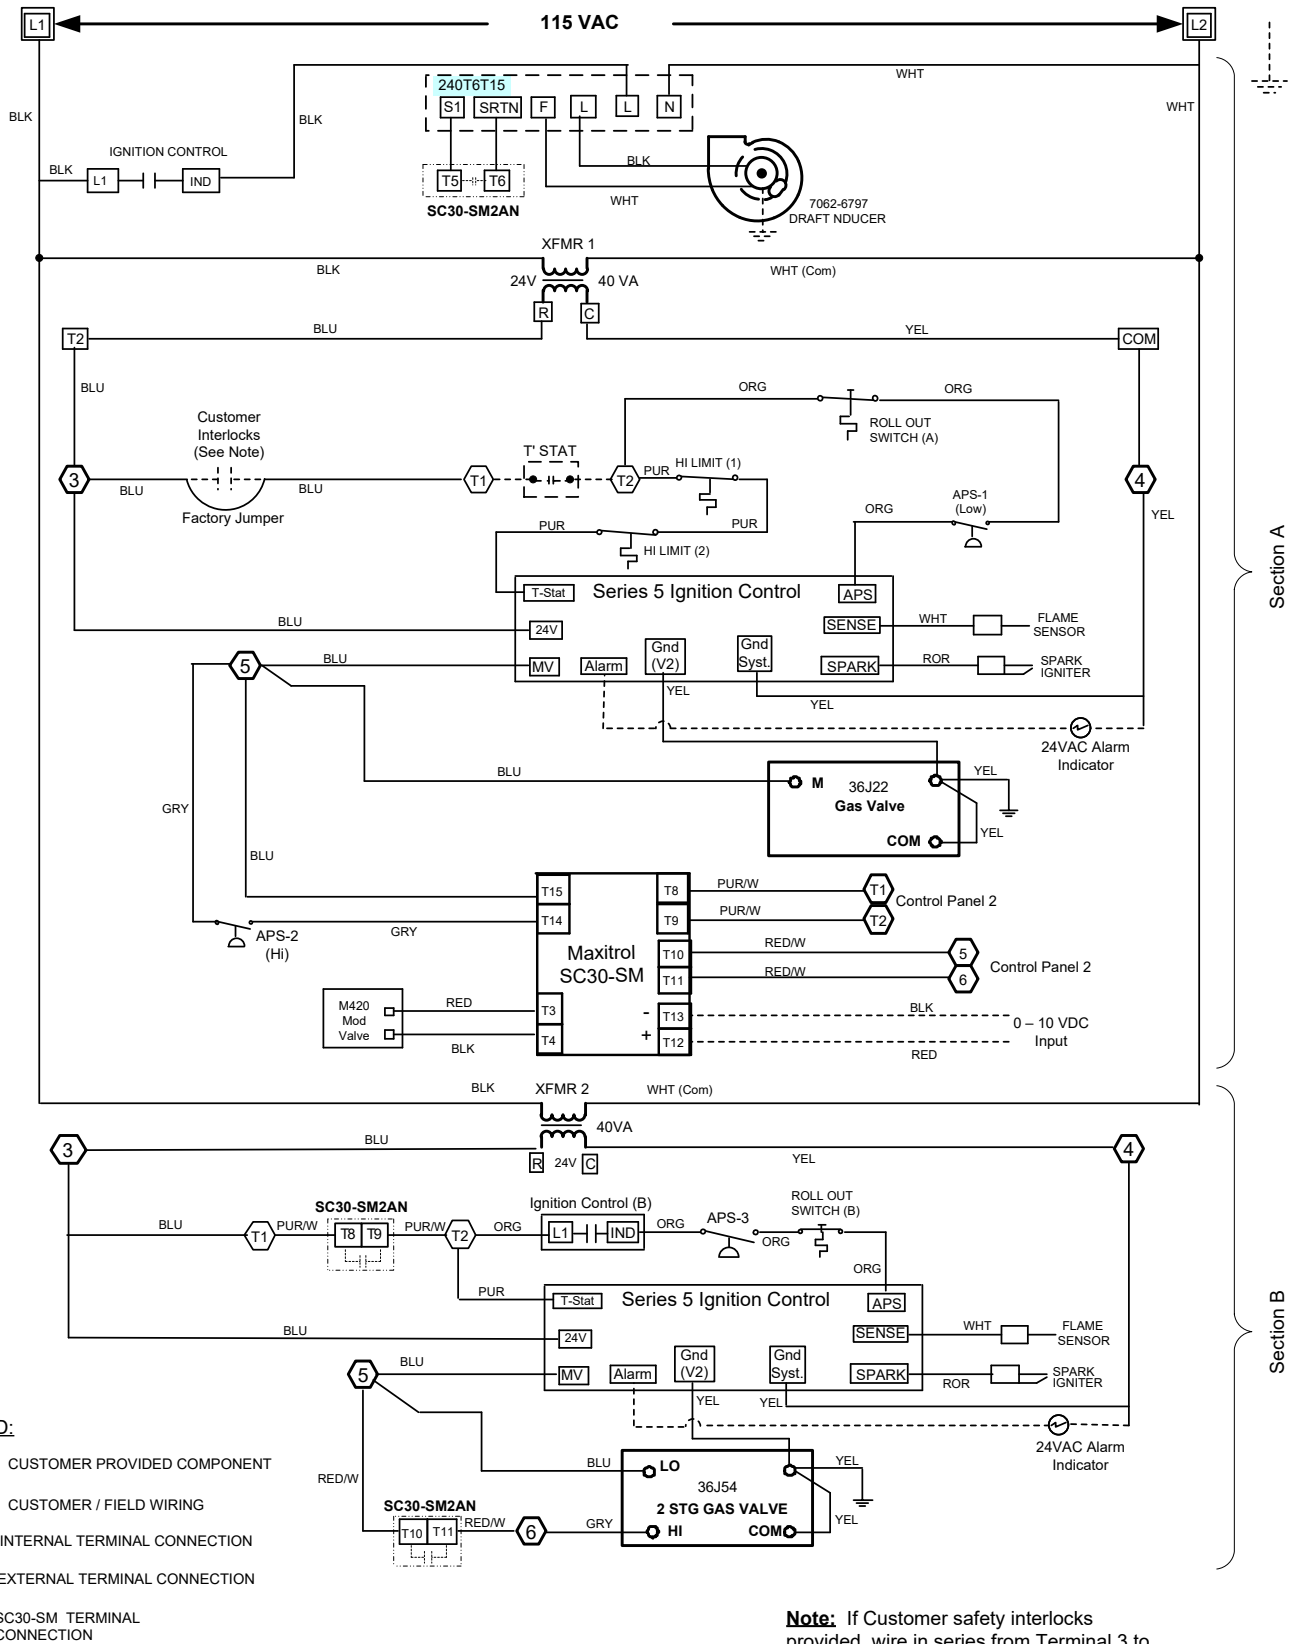 L1
115 VAC
L2
BLK
WHT
240T6T15
S1
SRTN
F
L
L
N
BLK
WHT
IGNITION CONTROL
BLK
L1
IND
T5
T6
SC30-SM2AN
BLK
WHT
7062-6797
DRAFT NDUCER
XFMR 1
BLK
WHT (Com)
24V
40 VA
R
C
T2
BLU
YEL
COM
BLU
ORG
ORG
ROLL OUT
SWITCH (A)
Customer
Interlocks
(See Note)
T' STAT
HI LIMIT (1)
3
BLU
BLU
T1
T2
PUR
4
Factory Jumper
APS-1
(Low)
ORG
YEL
PUR
PUR
HI LIMIT (2)
Section A
T-Stat
Series 5 Ignition Control
APS
BLU
24V
SENSE
WHT
FLAME
SENSOR
5
BLU
MV
Alarm
Gnd
(V2)
Gnd
Syst.
SPARK
ROR
SPARK
IGNITER
YEL
YEL
24VAC Alarm
Indicator
BLU
M
36J22
Gas Valve
YEL
GRY
COM
YEL
BLU
T15
T8
PUR/W
T1
Control Panel 2
T14
T9
PUR/W
T2
APS-2
(Hi)
GRY
Maxitrol
SC30-SM
T10
RED/W
5
Control Panel 2
T11
RED/W
6
M420
Mod
Valve
RED
T3
-
T13
BLK
0 – 10 VDC
Input
BLK
T4
+
T12
RED
BLK
XFMR 2
WHT (Com)
40VA
3
BLU
R
24V
C
YEL
4
SC30-SM2AN
Ignition Control (B)
ROLL OUT
SWITCH (B)
BLU
T1
PUR/W
T8
T9
PUR/W
T2
ORG
L1
IND
ORG
APS-3
ORG
ORG
PUR
T-Stat
Series 5 Ignition Control
APS
Section B
BLU
24V
SENSE
WHT
FLAME
SENSOR
5
BLU
MV
Alarm
Gnd
(V2)
Gnd
Syst.
SPARK
ROR
SPARK
IGNITER
YEL
YEL
24VAC Alarm
Indicator
D:
CUSTOMER PROVIDED COMPONENT
CUSTOMER / FIELD WIRING
INTERNAL TERMINAL CONNECTION
EXTERNAL TERMINAL CONNECTION
SC30-SM TERMINAL
CONNECTION
RED/W
BLU
LO
36J54
2 STG GAS VALVE
YEL
SC30-SM2AN
T10
T11
RED/W
6
GRY
HI
COM
YEL
Note: If Customer safety interlocks
provided, wire in series from Terminal 3 to